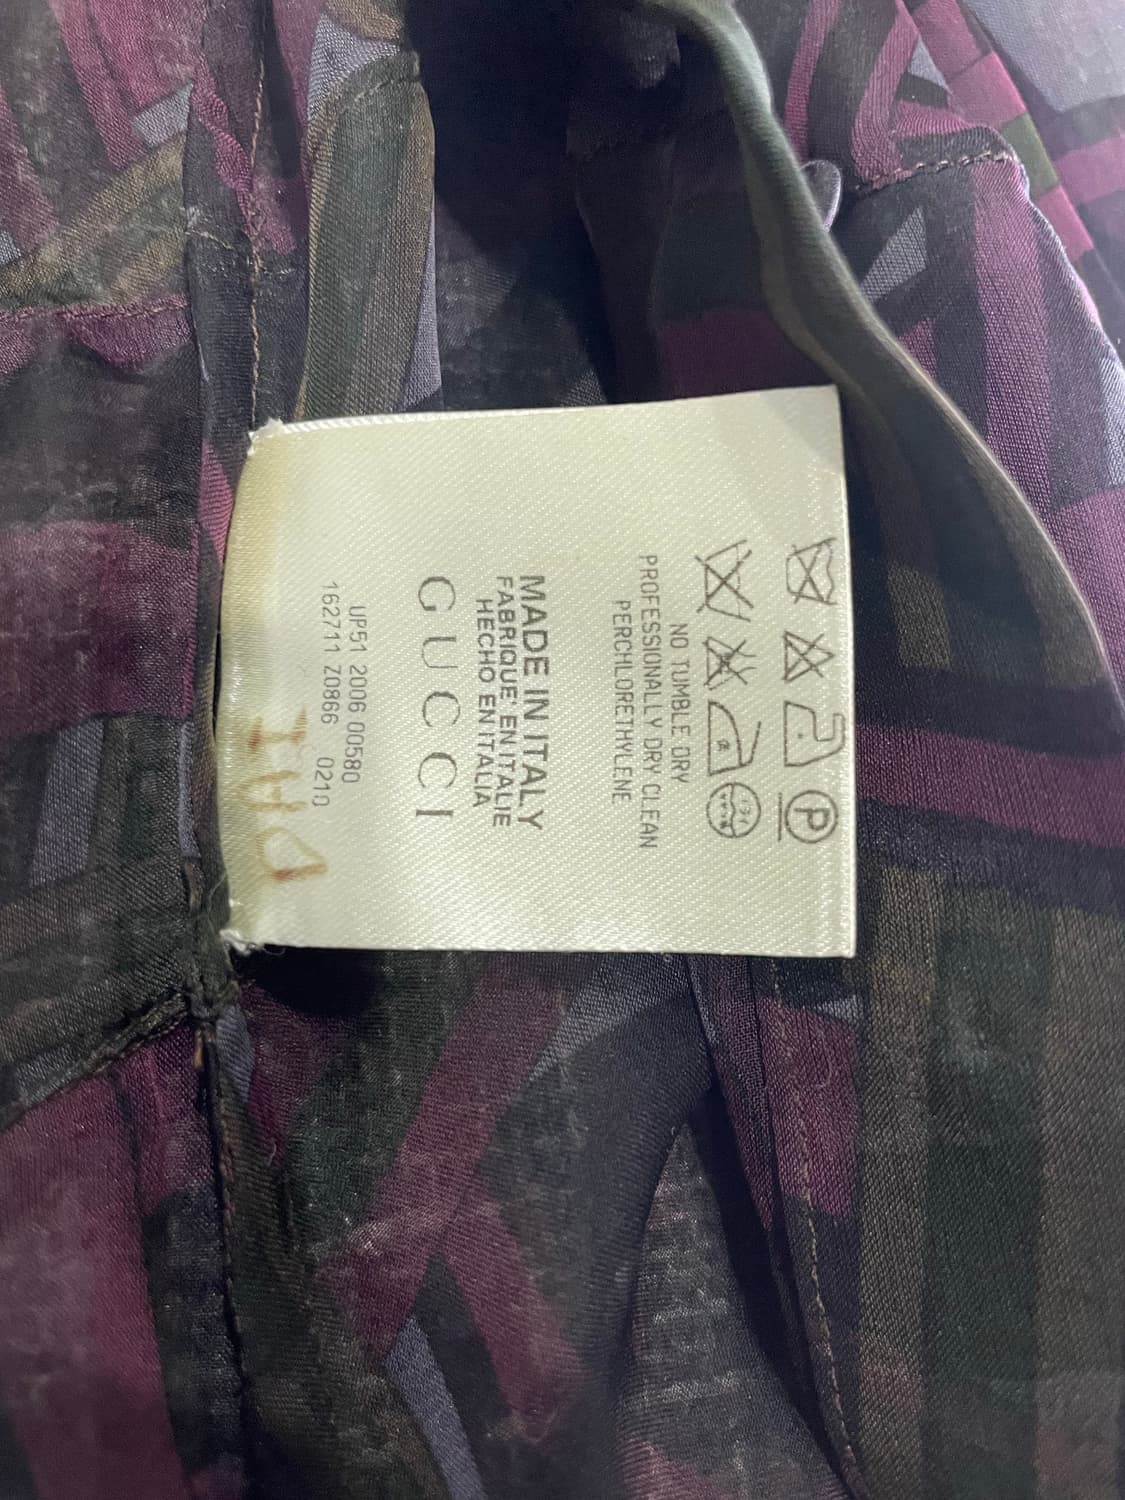 P
NO TUMBLE DRY
PROFESSIONALLY DRY CLEAN
PERCHLORETHYLENE
MADE IN ITALY
FABRIQUE' EN ITALIE
HECHO EN ITALIA
GUCCI
UP51 2006 00580
162711 Z0866 0210